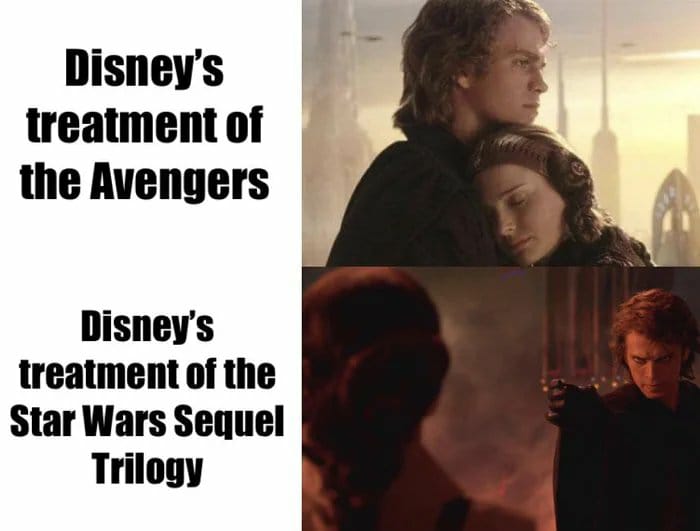 Disney’s
treatment of
the Avengers
Disney’s
treatment of the
Star Wars Sequel
Trilogy